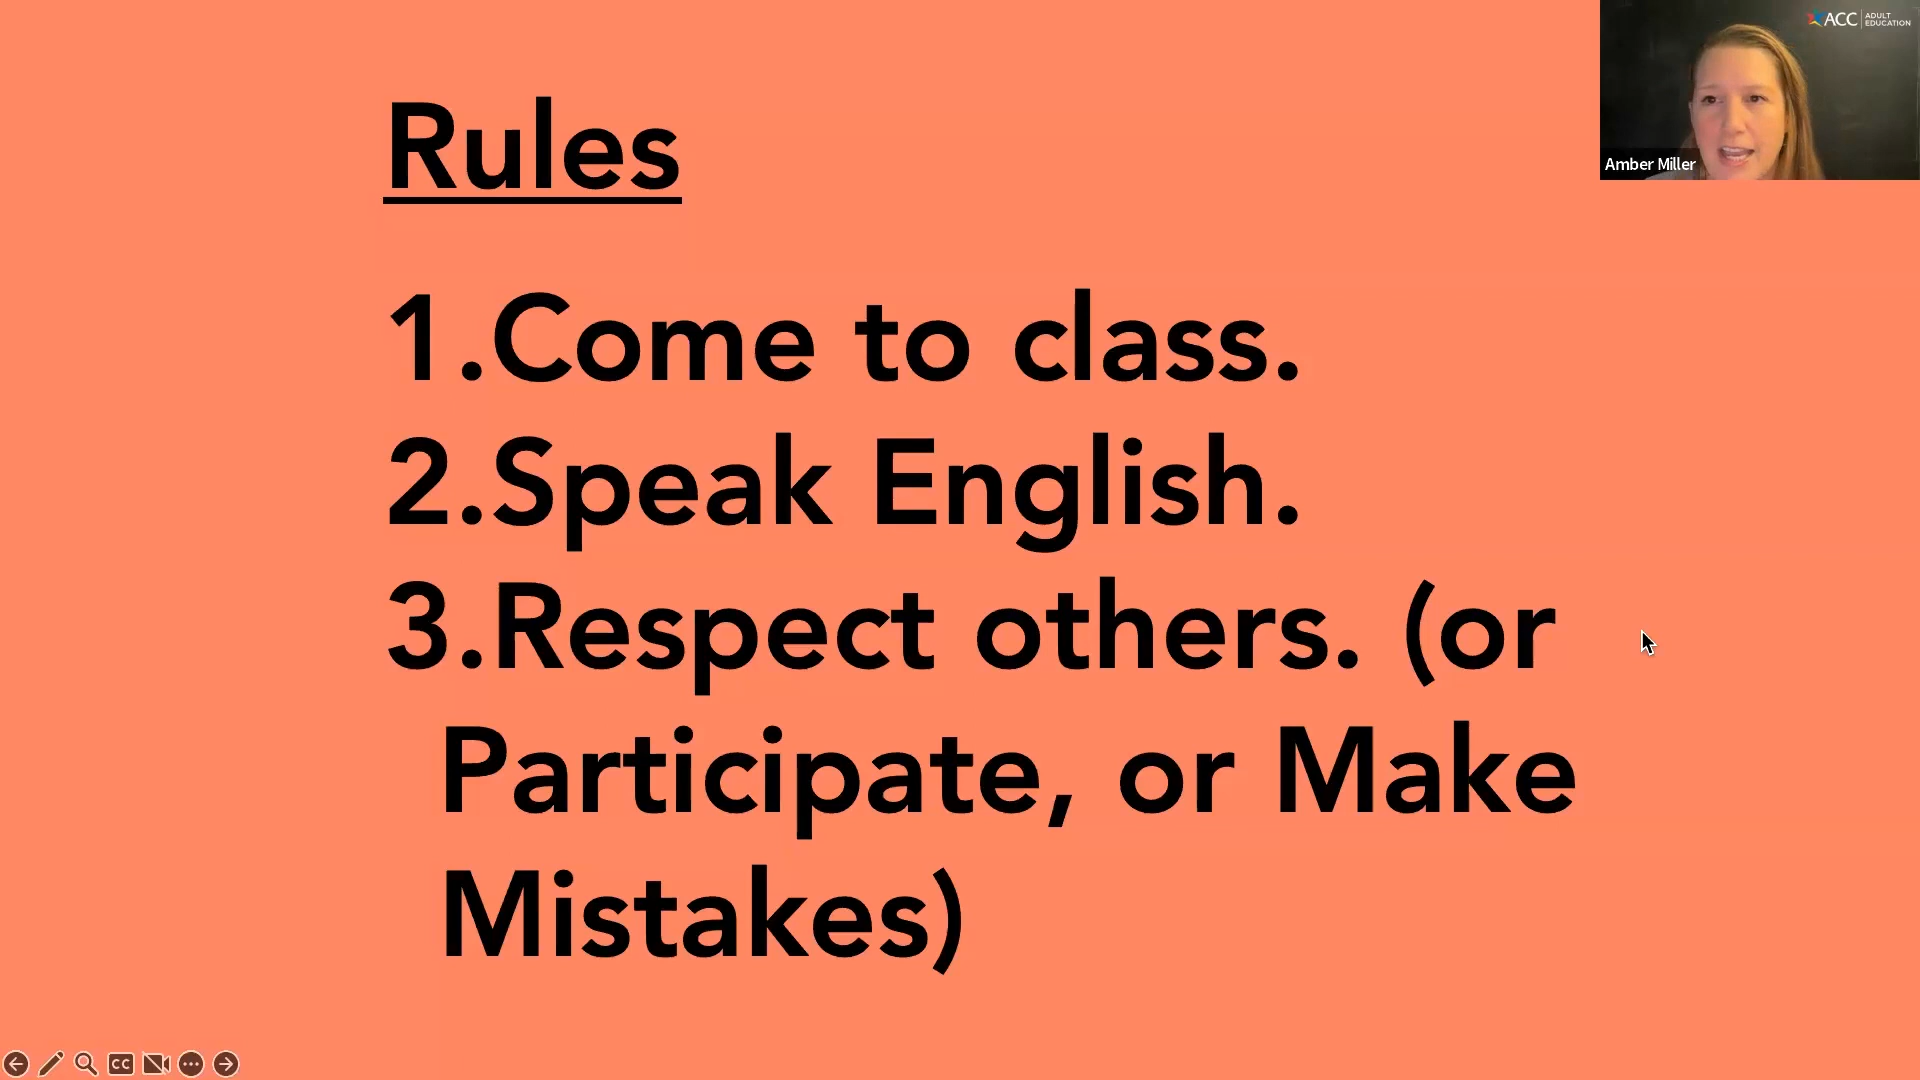 Rules
1.Come to class.
2.Speak English.
3.Respect others. (or
Participate, or Make
Mistakes)
ACC
ADULT
EDUCATION
Amber Miller
CC